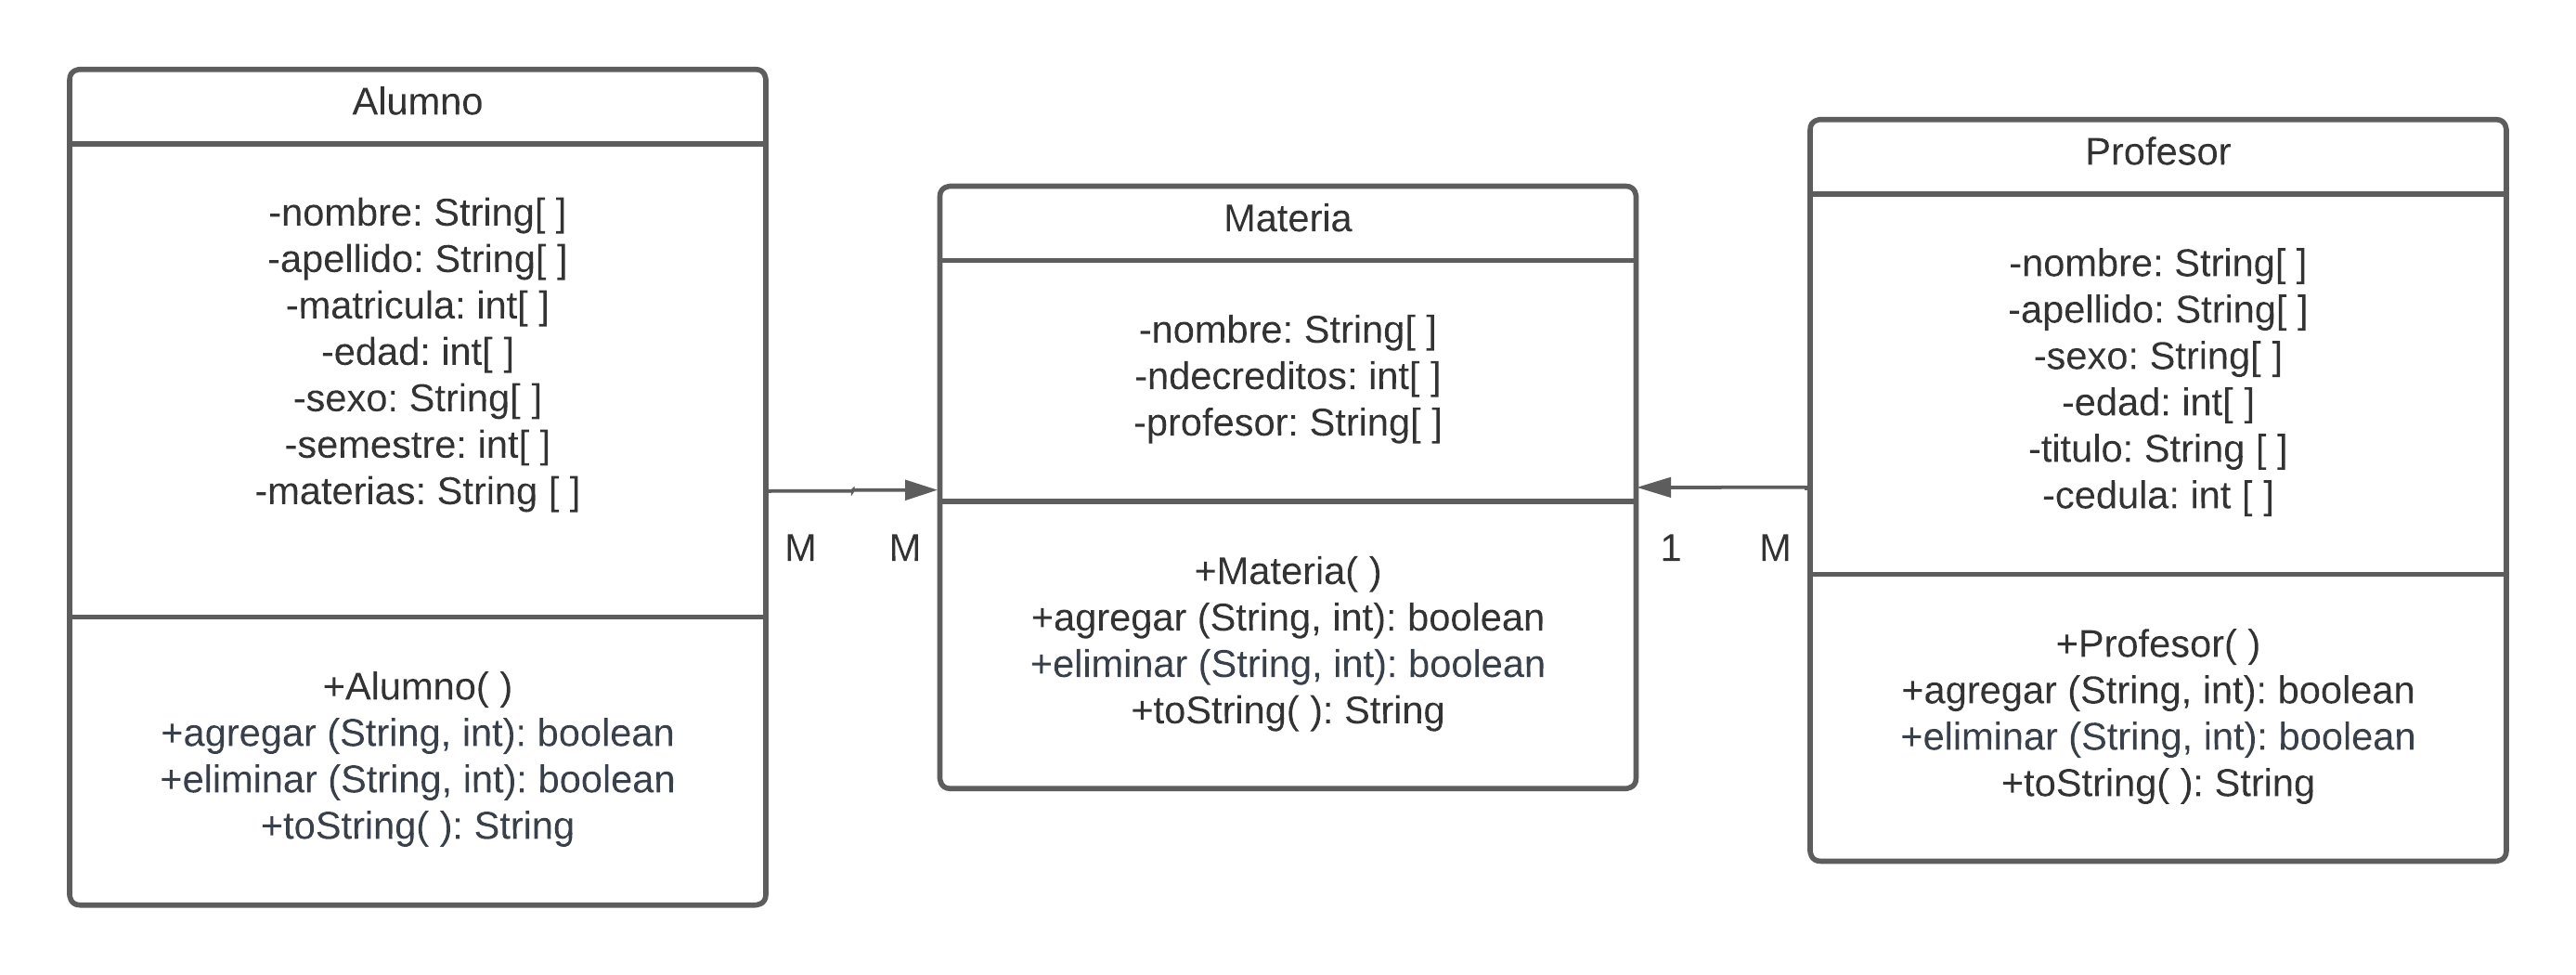 Alumno
-nombre: String[ ]
-apellido: String[ ]
-matricula: int[ ]
-edad: int[ ]
-sexo: String[ ]
-semestre: int[ ]
-materias: String [ ]
+Alumno( )
+agregar (String, int): boolean
+eliminar (String, int): boolean
+toString( ): String
M
M
Materia
-nombre: String[ ]
-ndecreditos: int[ ]
-profesor: String[ ]
+Materia( )
+agregar (String, int): boolean
+eliminar (String, int): boolean
+toString( ): String
1
M
Profesor
-nombre: String[ ]
-apellido: String[ ]
-sexo: String[ ]
-edad: int[ ]
-titulo: String [ ]
-cedula: int [ ]
+Profesor( )
+agregar (String, int): boolean
+eliminar (String, int): boolean
+toString( ): String